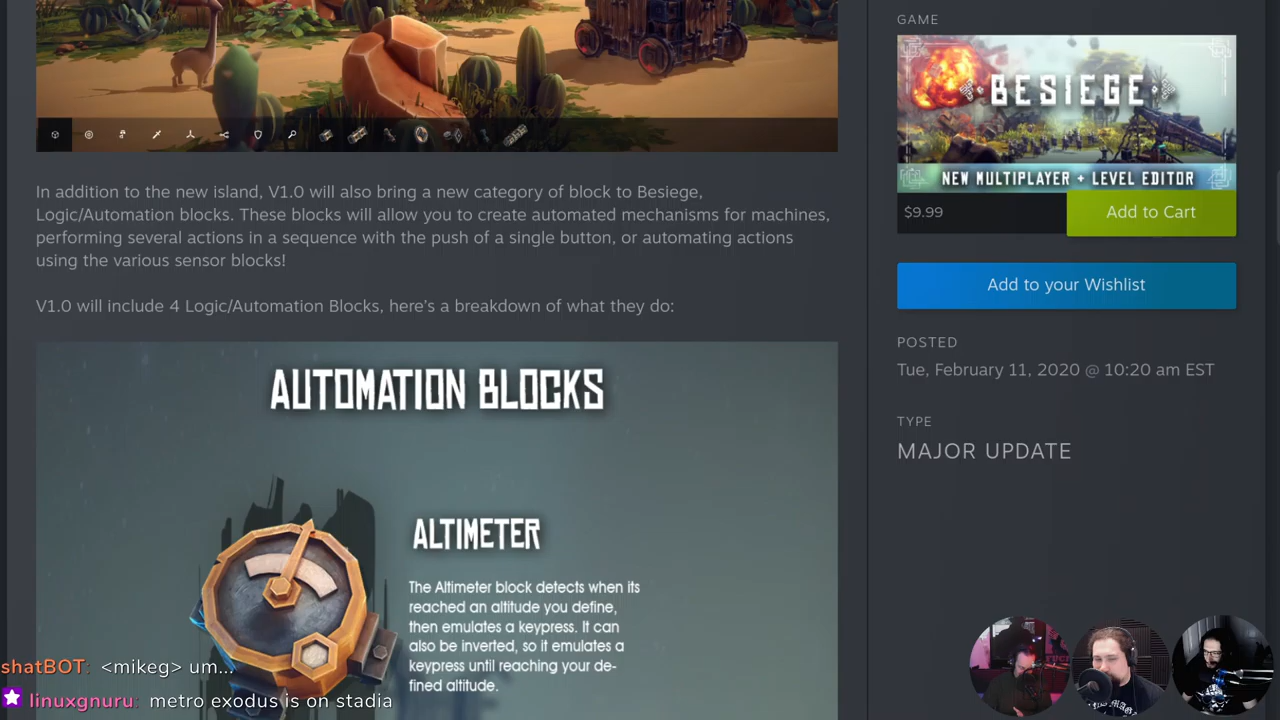 In addition to the new island, V1.0 will also bring a new category of block to Besiege,
Logic/Automation blocks. These blocks will allow you to create automated mechanisms for machines,
performing several actions in a sequence with the push of a single button, or automating actions
using the various sensor blocks!
V1.0 will include 4 Logic/Automation Blocks, here's a breakdown of what they do:
AUTOMATION BLOCKS
ALTIMETER
The Altimeter block detects when its
reached an altitude you define,
then emulates a keypress. It can
also be inverted, so it emulates a
keypress until reaching your de-
fined altitude.
GAME
BESIEGE
NEW MULTIPLAYER + LEVEL EDITOR
$9.99
Add to Cart
Add to your Wishlist
POSTED
Tue, February 11, 2020 @ 10:20 am EST
TYPE
MAJOR UPDATE
shatBOT: <mikeg> um...
linuxgnuru: metro exodus is on stadia